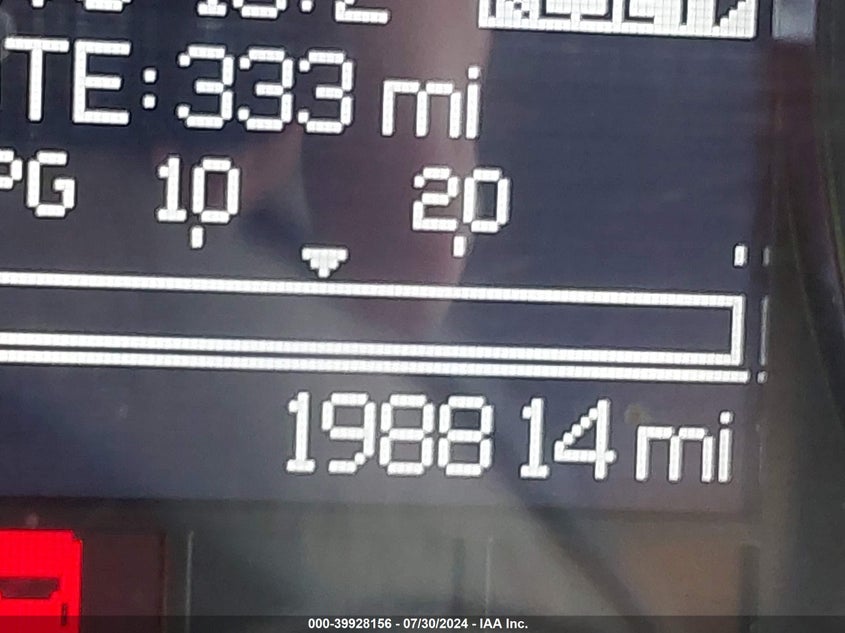 TE: 333 mi
PG 10 20
198814 mi
000-39928156 - 07/30/2024 - IAA Inc.